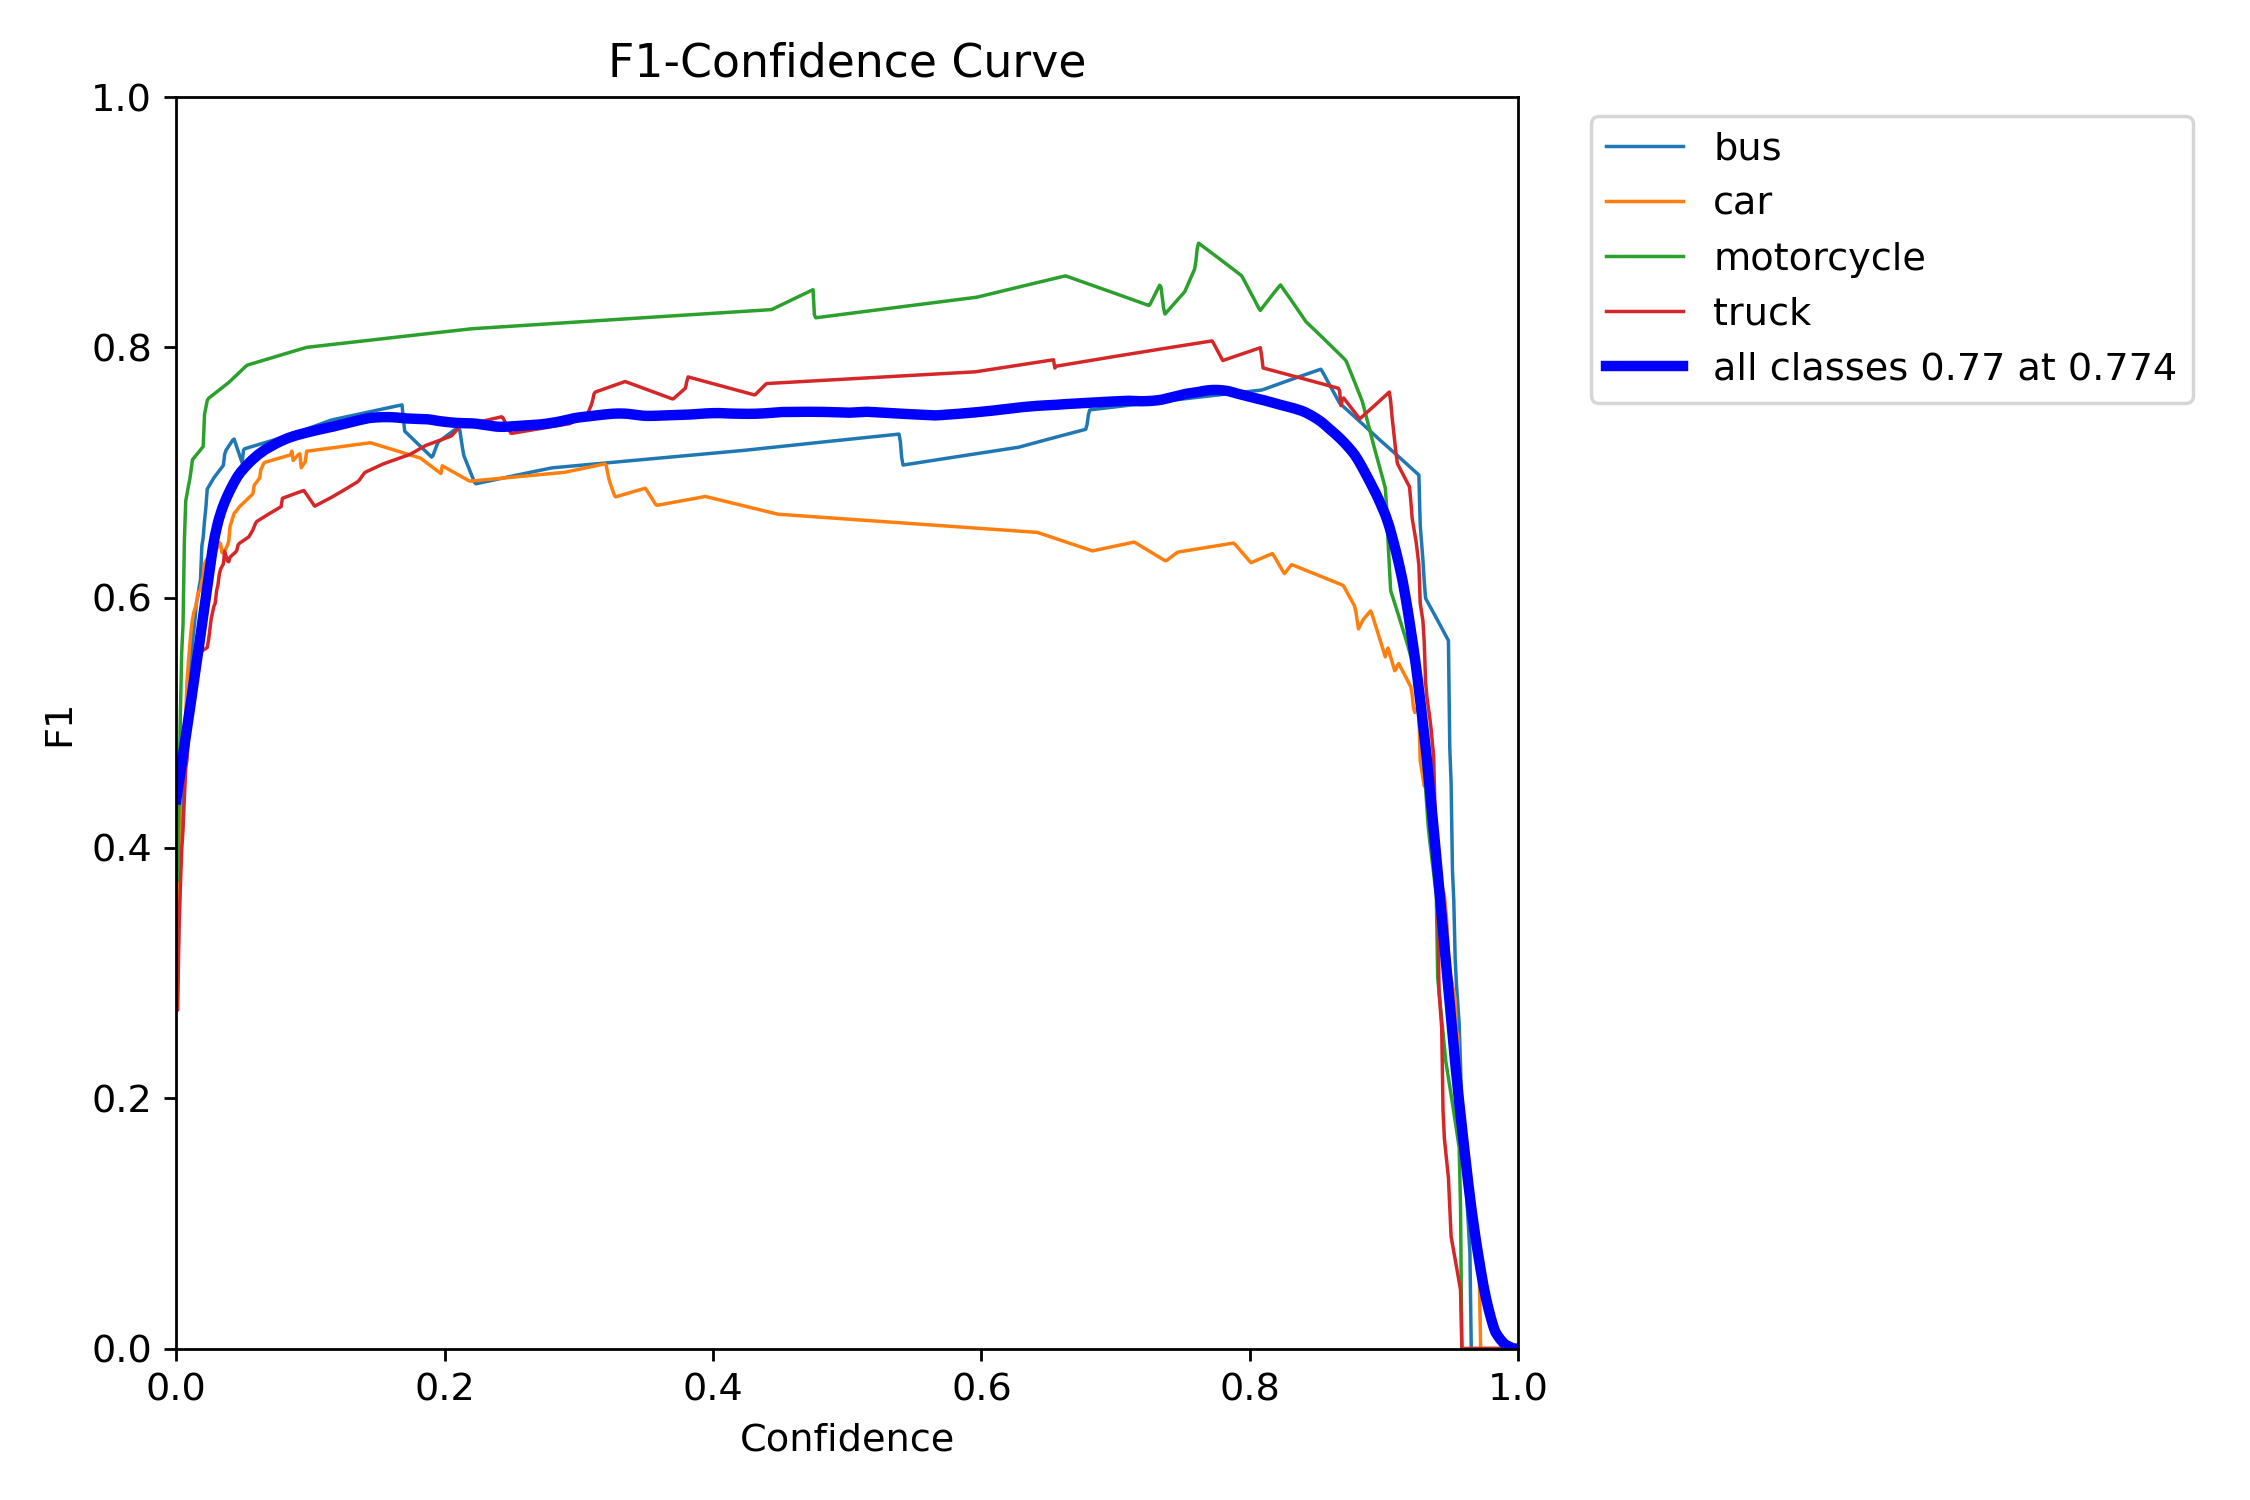 F1-Confidence Curve
1.0
0.8
0.6
0.4
0.2
0.0
F1
0.0 0.2 0.4 0.6 0.8 1.0
Confidence
bus
car
motorcycle
truck
all classes 0.77 at 0.774